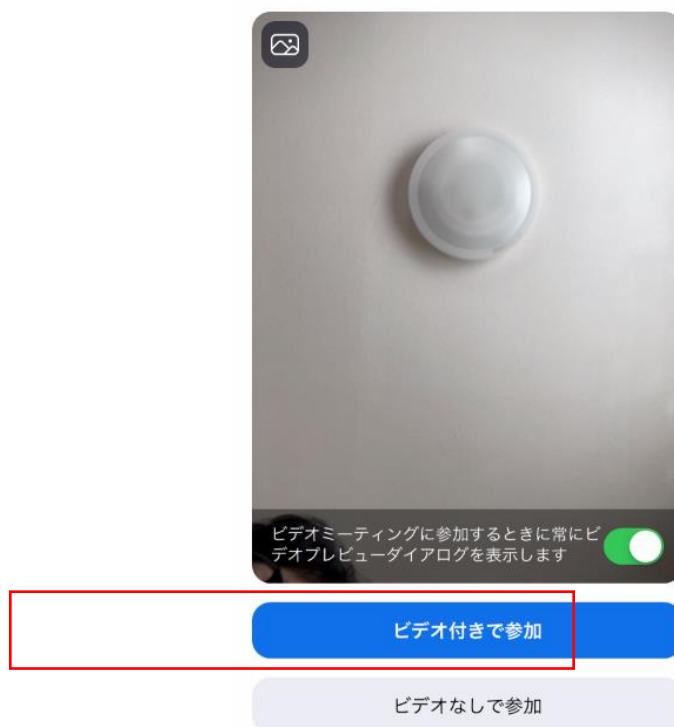 ビデオミーティングに参加するときに常にビ
デオプレビューダイアログを表示します
ビデオ付きで参加
ビデオなしで参加